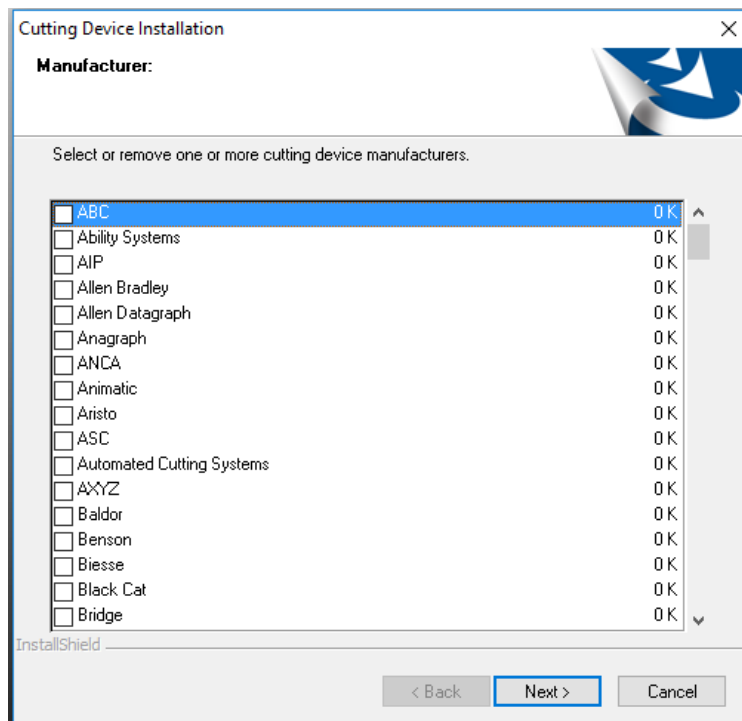 Cutting Device Installation
Manufacturer:
Select or remove one or more cutting device manufacturers.
ABC 0 K
Ability Systems 0 K
AIP 0 K
Allen Bradley 0 K
Allen Datagraph 0 K
Anagraph 0 K
ANCA 0 K
Animatic 0 K
Aristo 0 K
ASC 0 K
Automated Cutting Systems 0 K
AXYZ 0 K
Baldor 0 K
Benson 0 K
Biesse 0 K
Black Cat 0 K
Bridge 0 K
InstallShield
< Back Next > Cancel